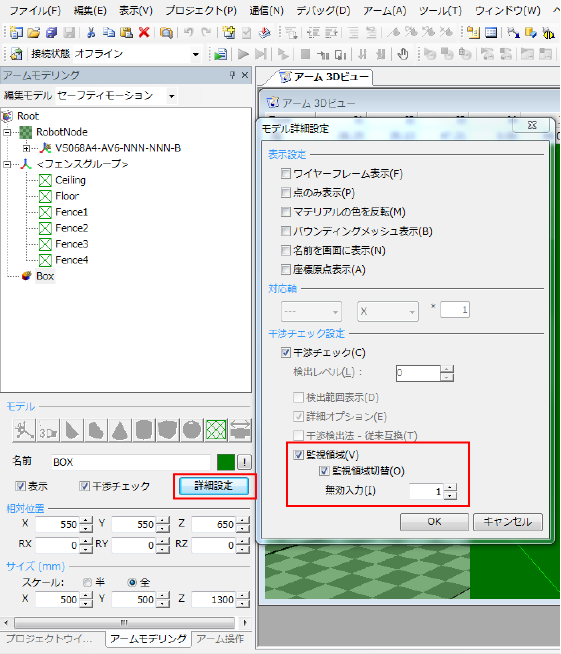 ファイル(F) 編集(E) 表示(V) プロジェクト(P) 通信(N) デバッグ(D) アーム(A) ツール(T) ウィンドウ(W)
接続状態 オフライン
アームモデリング
編集モデル セーフティモーション
Root
RobotNode
VS068A4-AV6-NNN-NNN-B
<フェンスグループ>
Ceiling
Floor
Fence1
Fence2
Fence3
Fence4
Box
モデル
3D
名前 BOX !
表示 干渉チェック 詳細設定
相対位置
X 550 Y 550 Z 650
RX 0 RY 0 RZ 0
サイズ (mm)
スケール: 半 全
X 500 Y 500 Z 1300
プロジェクトウイ... アームモデリング アーム操作
アーム 3Dビュー
アーム 3Dビュー
モデル詳細設定
表示設定
ワイヤーフレーム表示(F)
点のみ表示(P)
マテリアルの色を反転(M)
バウンディングメッシュ表示(B)
名前を画面に表示(N)
座標原点表示(A)
対応軸
--- X * 1
干渉チェック設定
干渉チェック(C)
検出レベル(L): 0
検出範囲表示(D)
詳細オプション(E)
干渉検出法 - 従来互換(T)
監視領域(V)
監視領域切替(O)
無効入力(I) 1
OK キャンセル